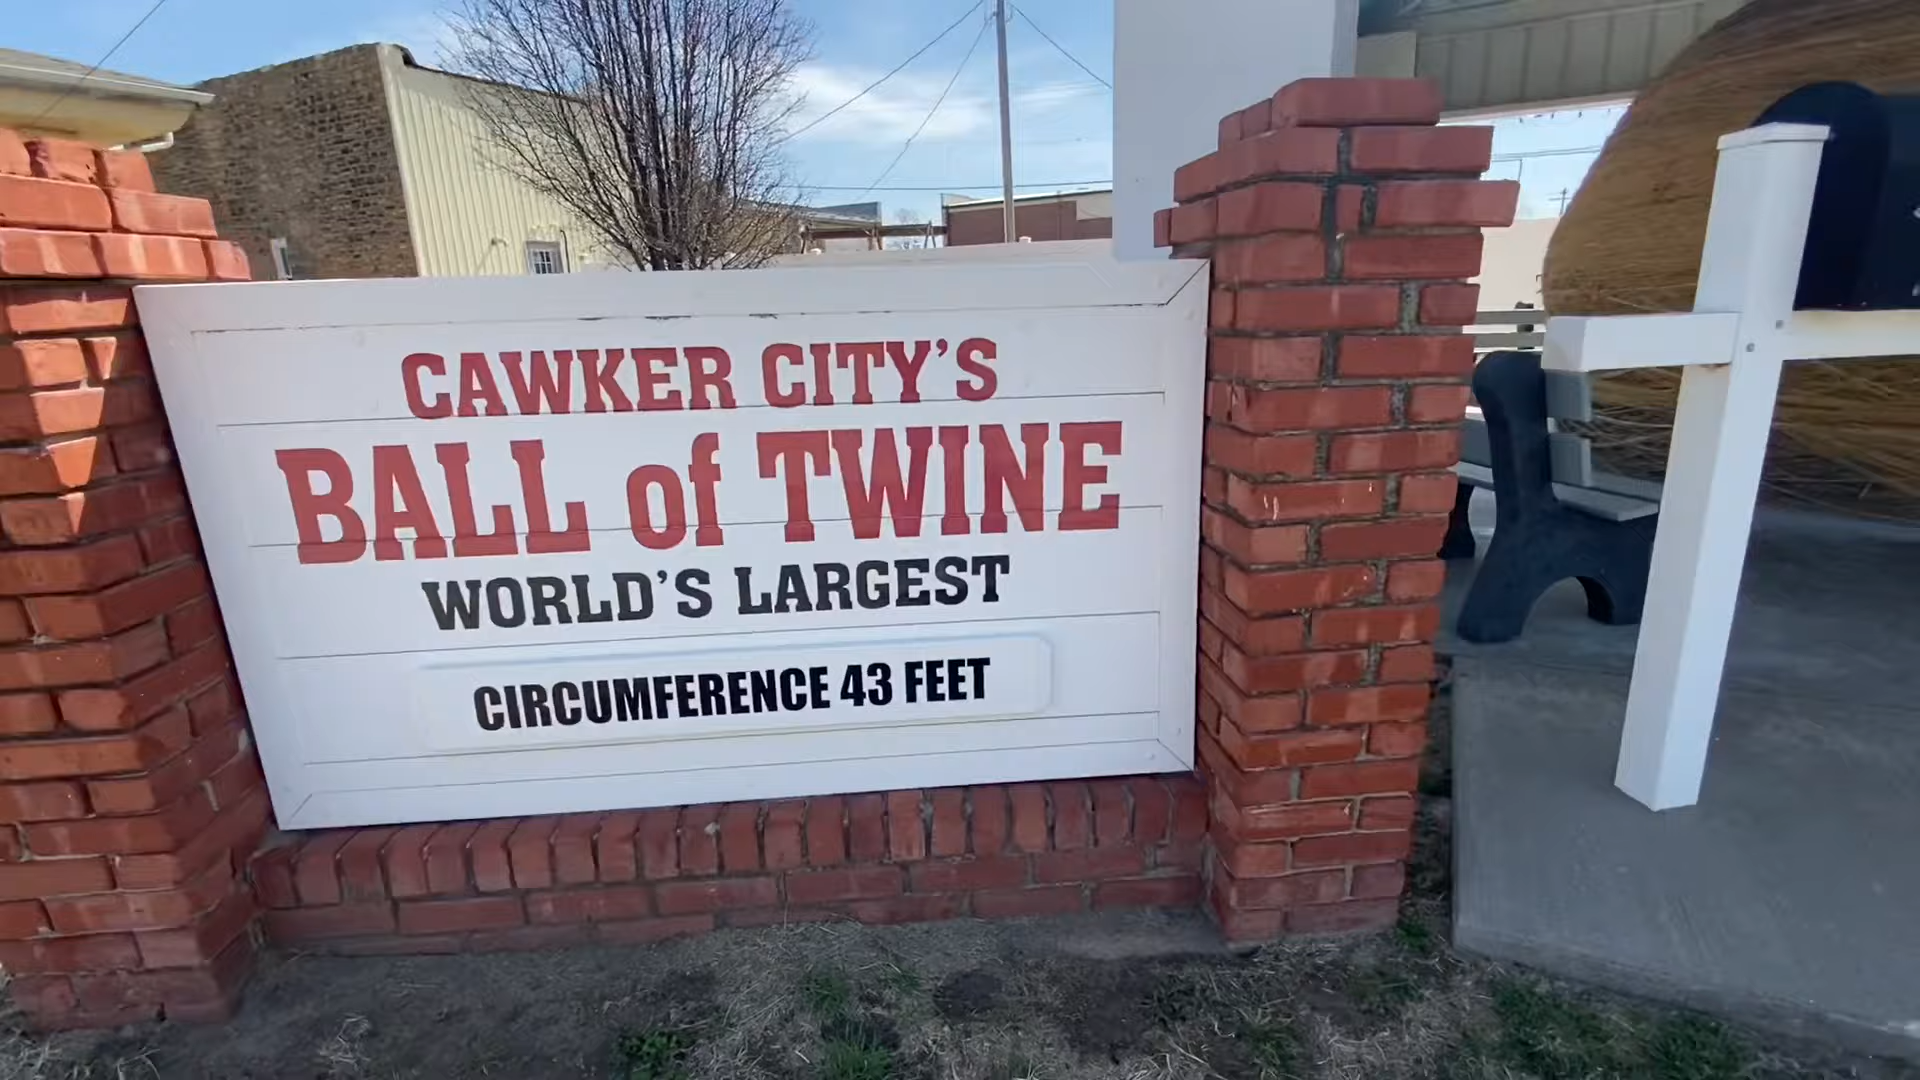 CAWKER CITY'S
BALL of TWINE
WORLD'S LARGEST
CIRCUMFERENCE 43 FEET